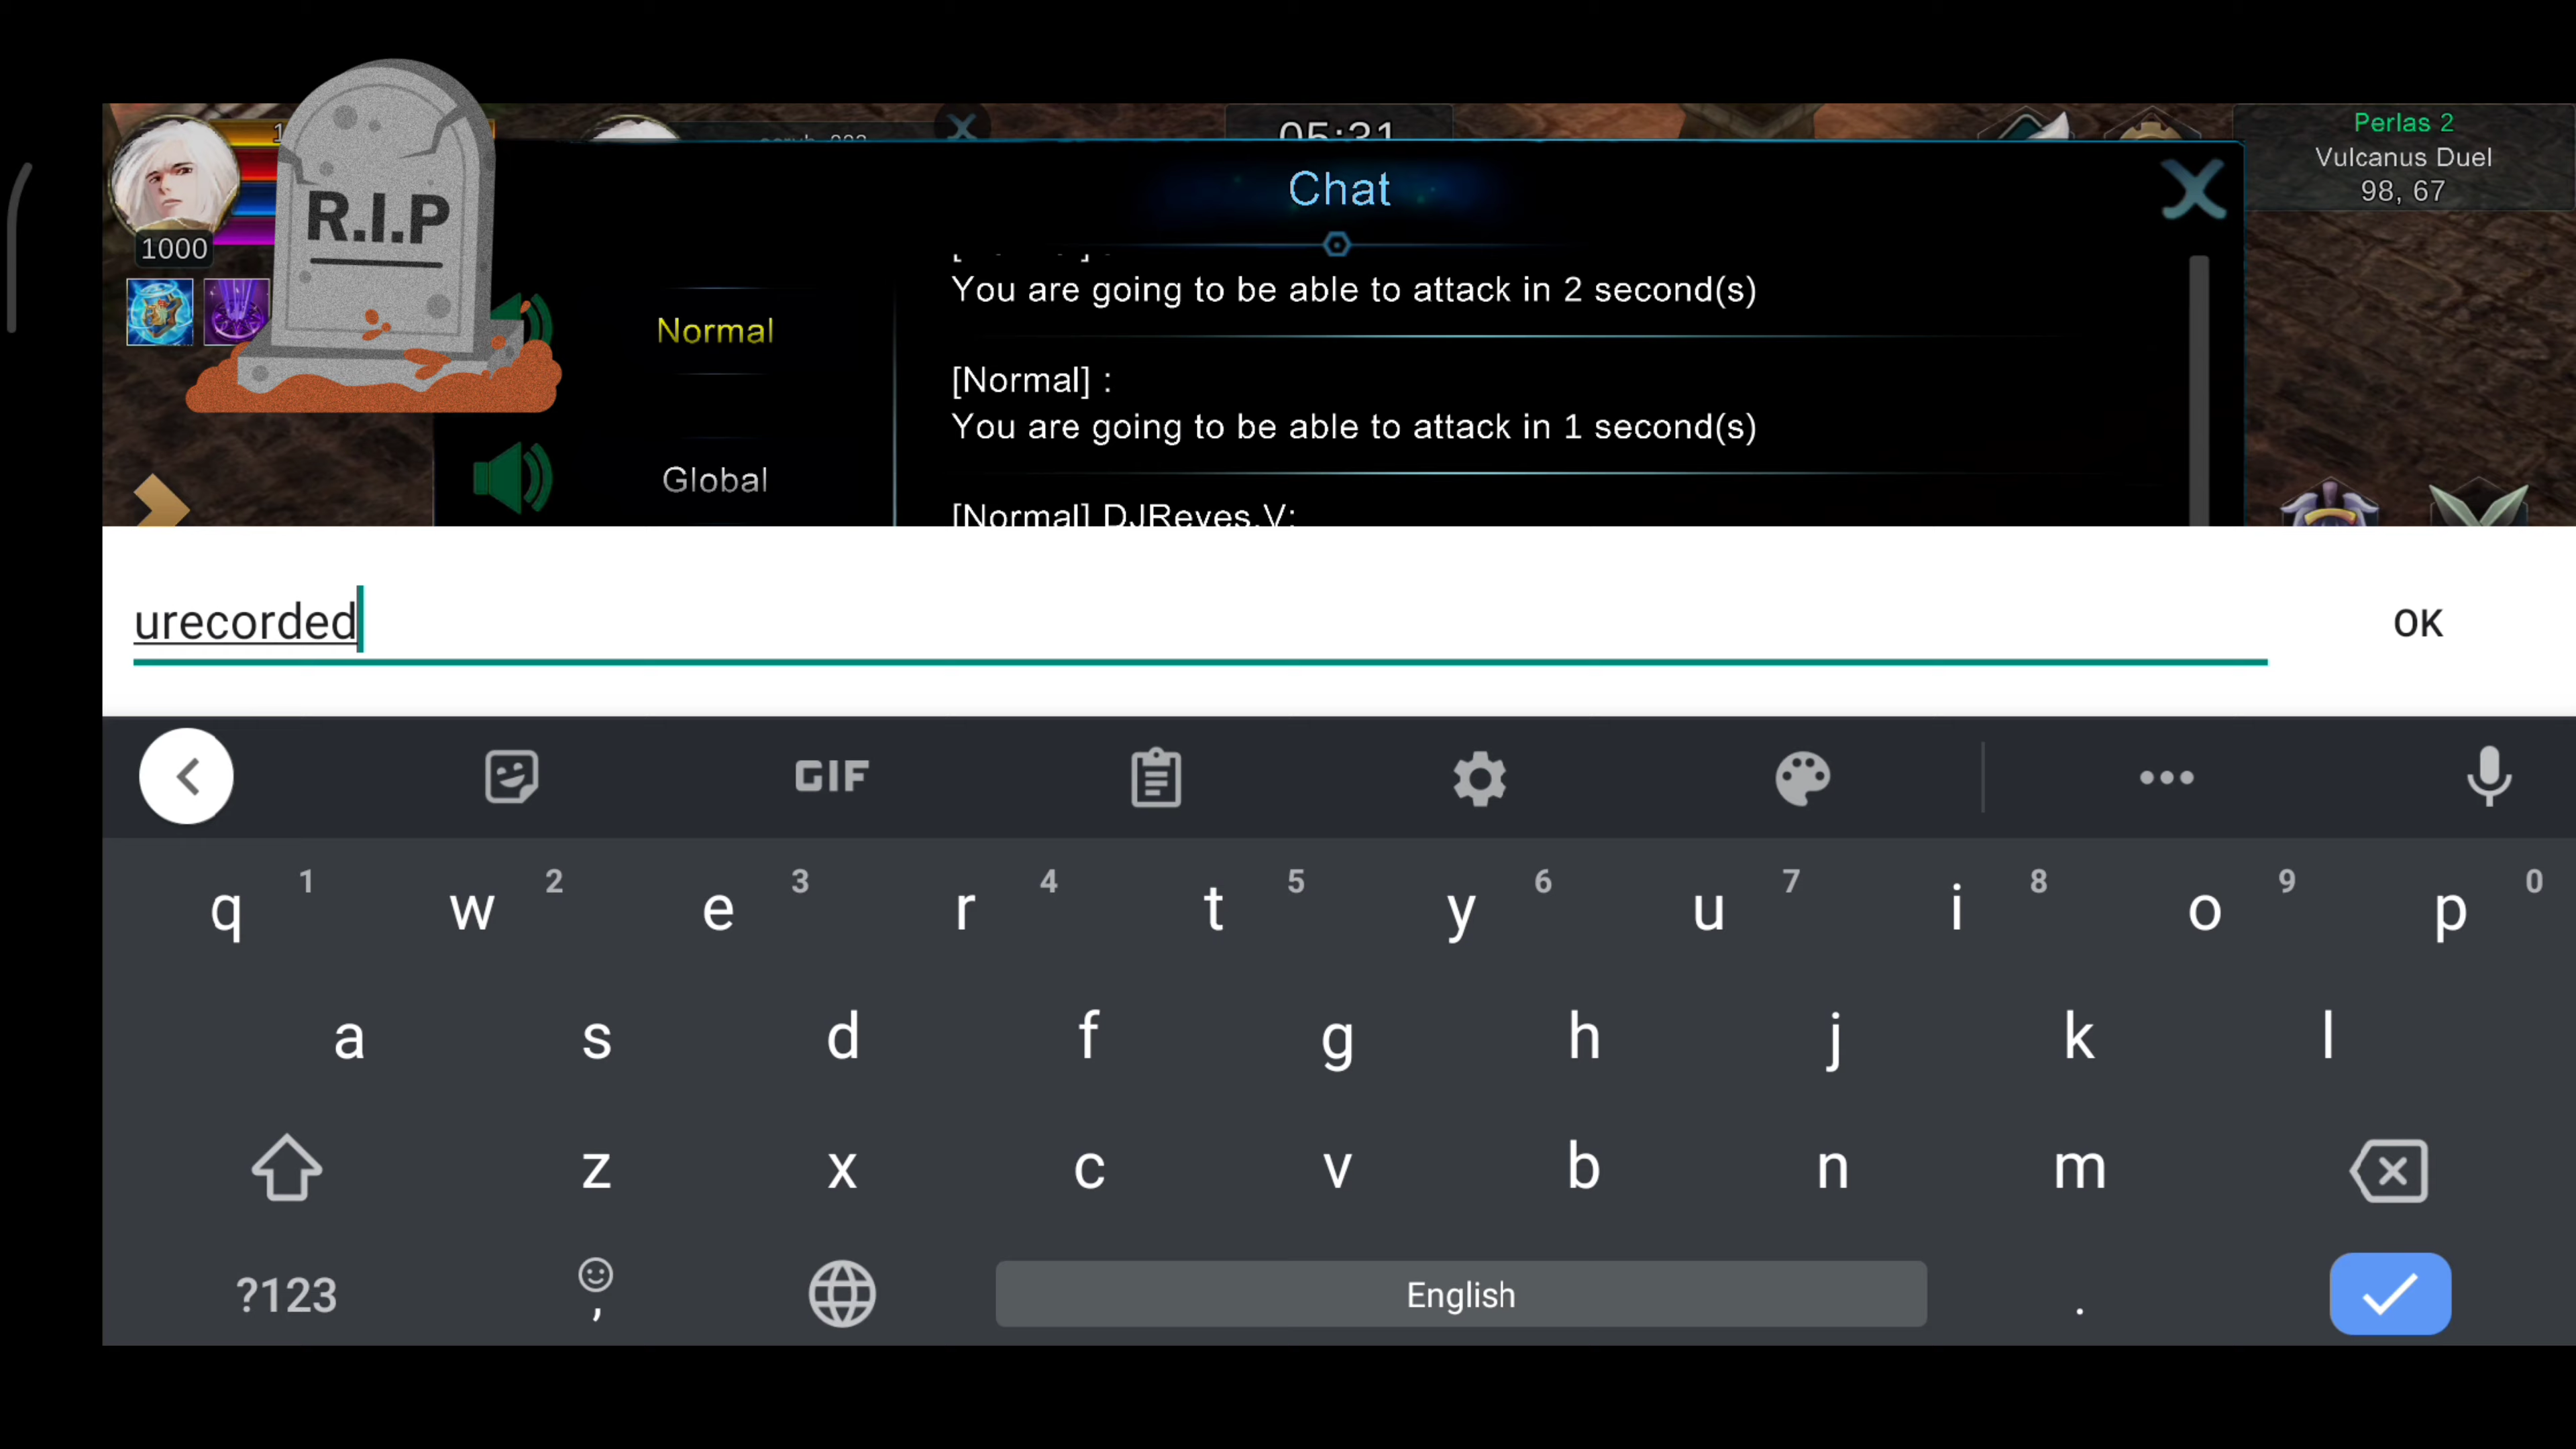 R.I.P
1000
05:31
Perlas 2
Vulcanus Duel
98, 67
Chat
Normal
Global
You are going to be able to attack in 2 second(s)
[Normal] :
You are going to be able to attack in 1 second(s)
[Normal] DJReyes.V:
urecorded
OK
GIF
q 1 w 2 e 3 r 4 t 5 y 6 u 7 i 8 o 9 p 0
a s d f g h j k l
z x c v b n m
?123 , English .